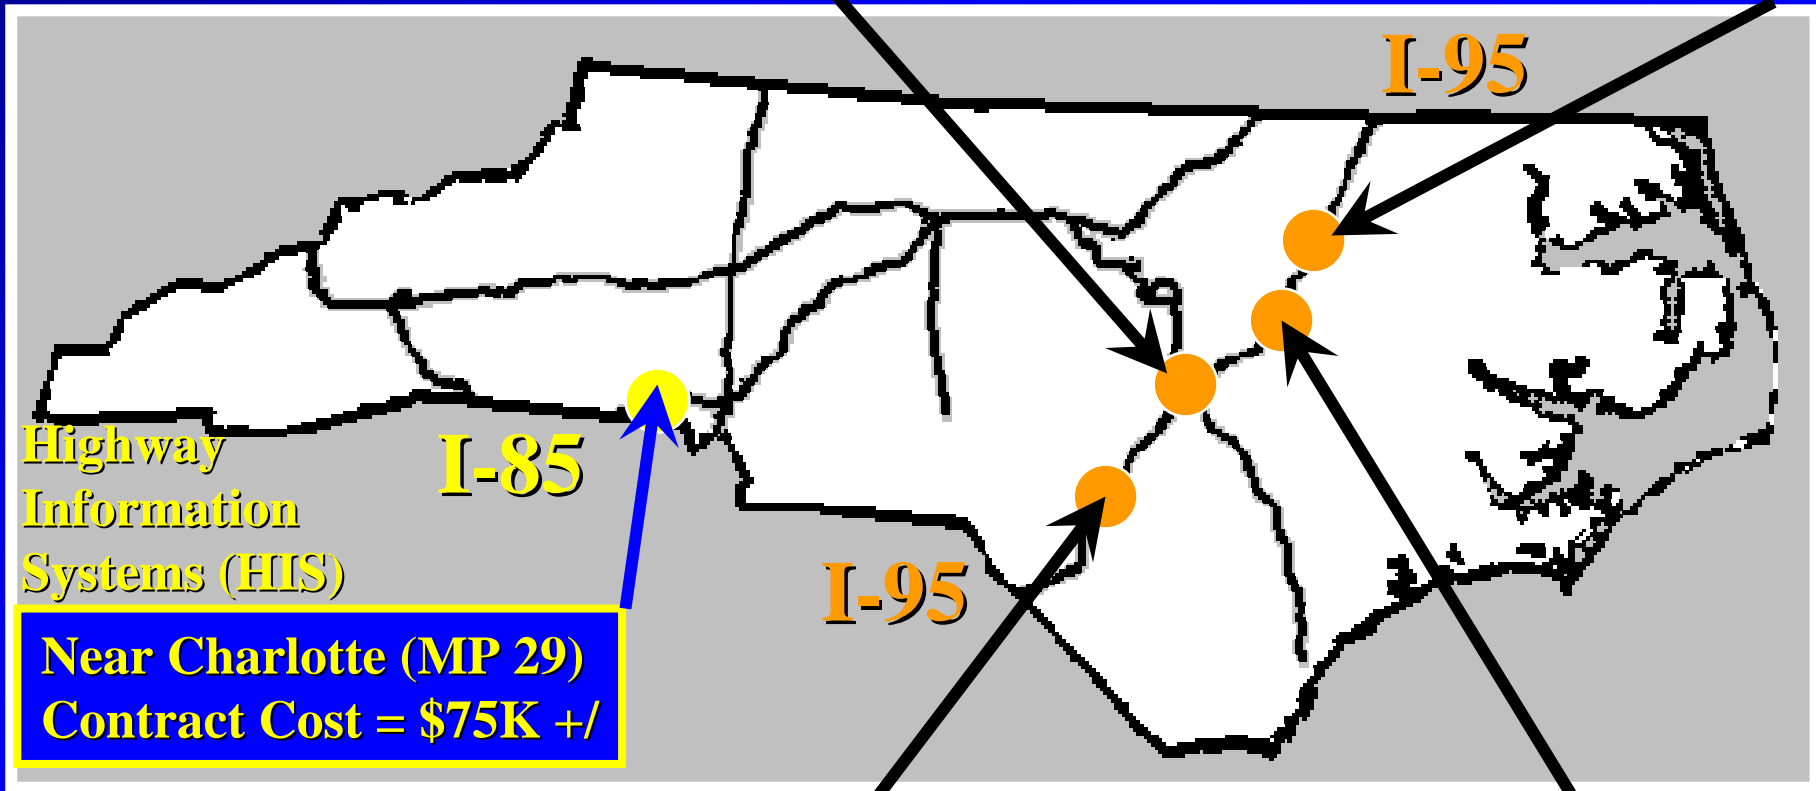 I-95
Highway
Information
Systems (HIS)
I-85
I-95
Near Charlotte (MP 29)
Contract Cost = $75K +/